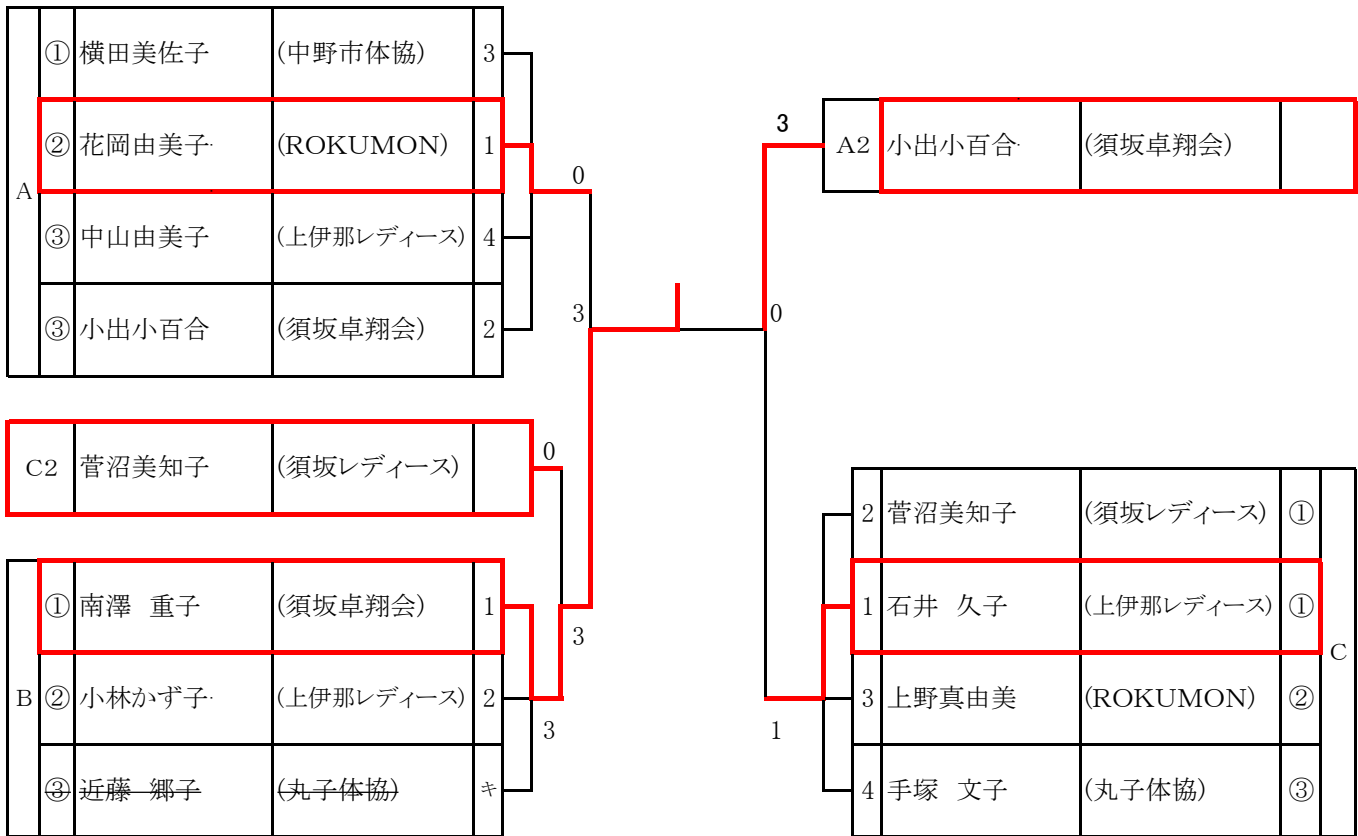 A
① 横田美佐子 (中野市体協) 3
② 花岡由美子 (ROKUMON) 1
③ 中山由美子 (上伊那レディース) 4
③ 小出小百合 (須坂卓翔会) 2
0
3
C2 菅沼美知子 (須坂レディース)
0
B
① 南澤 重子 (須坂卓翔会) 1
② 小林かず子 (上伊那レディース) 2
③ 近藤 郷子 (丸子体協) キ
3
3
3
A2 小出小百合 (須坂卓翔会)
0
2 菅沼美知子 (須坂レディース) ①
1 石井 久子 (上伊那レディース) ①
3 上野真由美 (ROKUMON) ②
4 手塚 文子 (丸子体協) ③
C
1